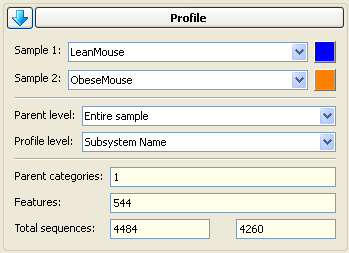 Profile
Sample 1: LeanMouse
Sample 2: ObeseMouse
Parent level: Entire sample
Profile level: Subsystem Name
Parent categories: 1
Features: 544
Total sequences: 4484 4260